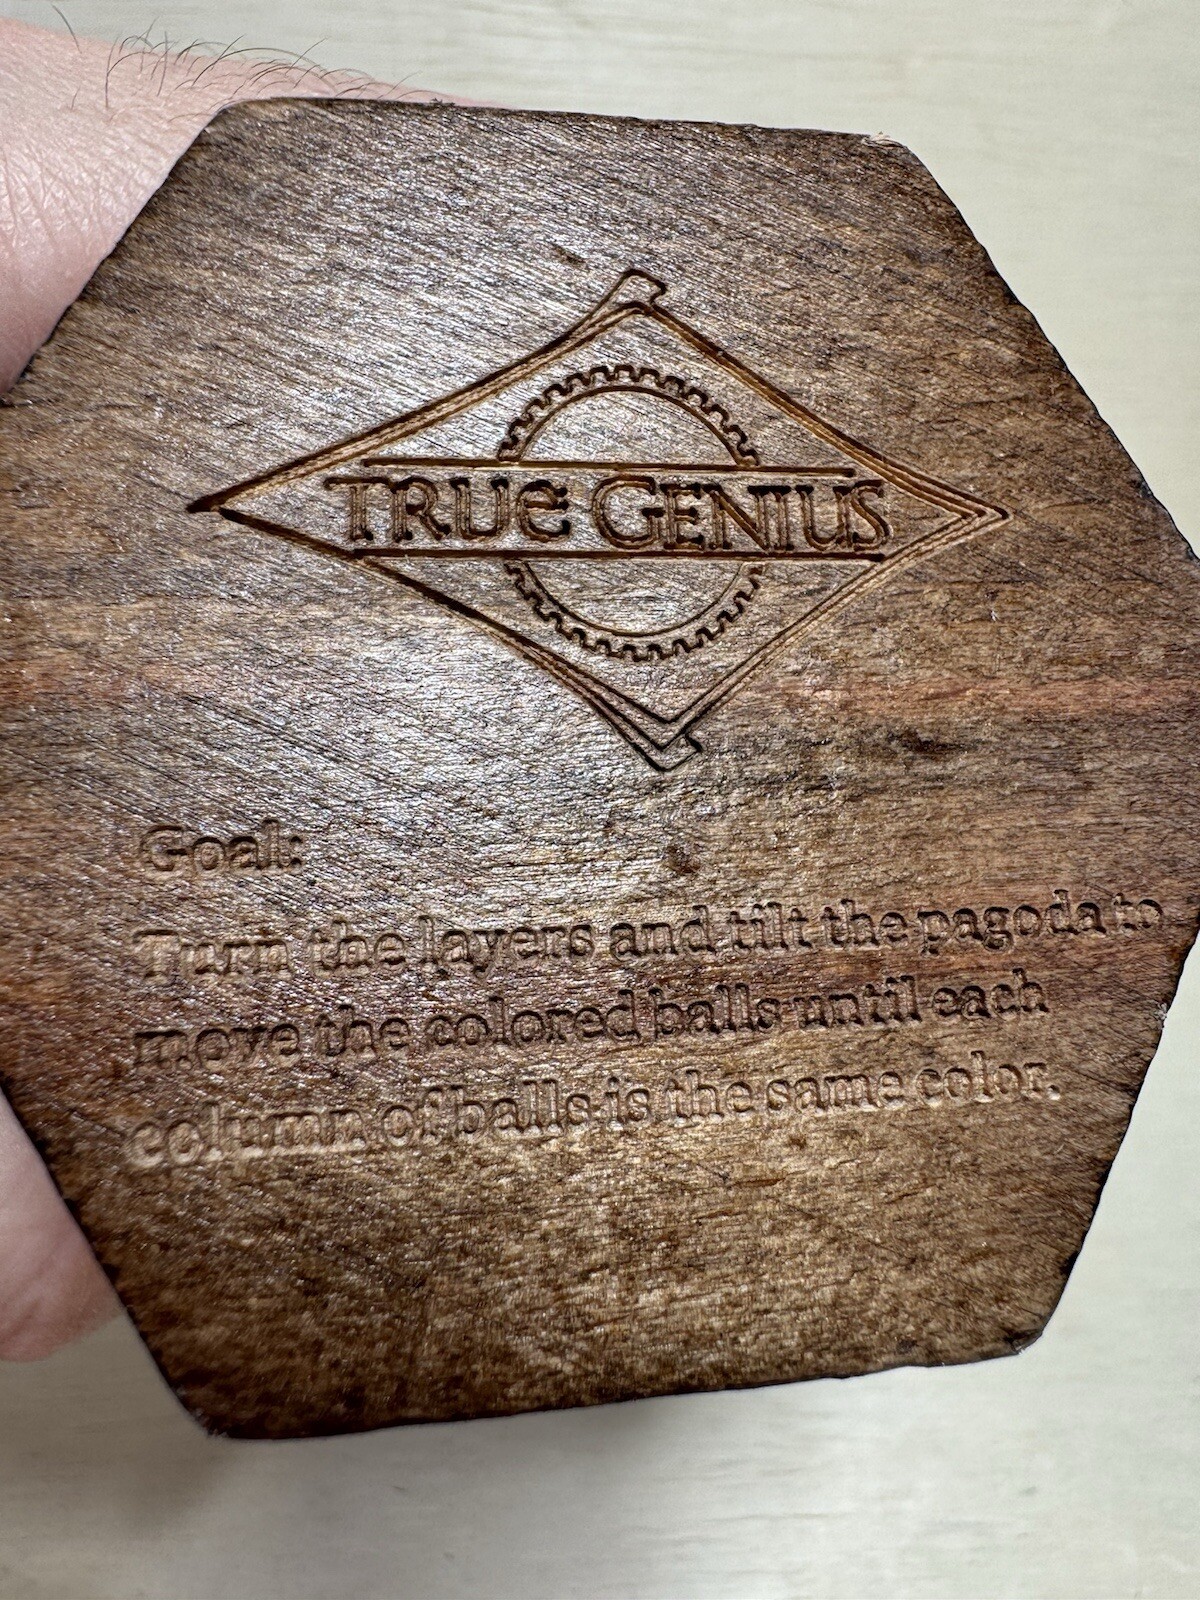 TRUE GENIUS
Goal:
Turn the layers and tilt the pagoda to
move the colored balls until each
column of balls is the same color.